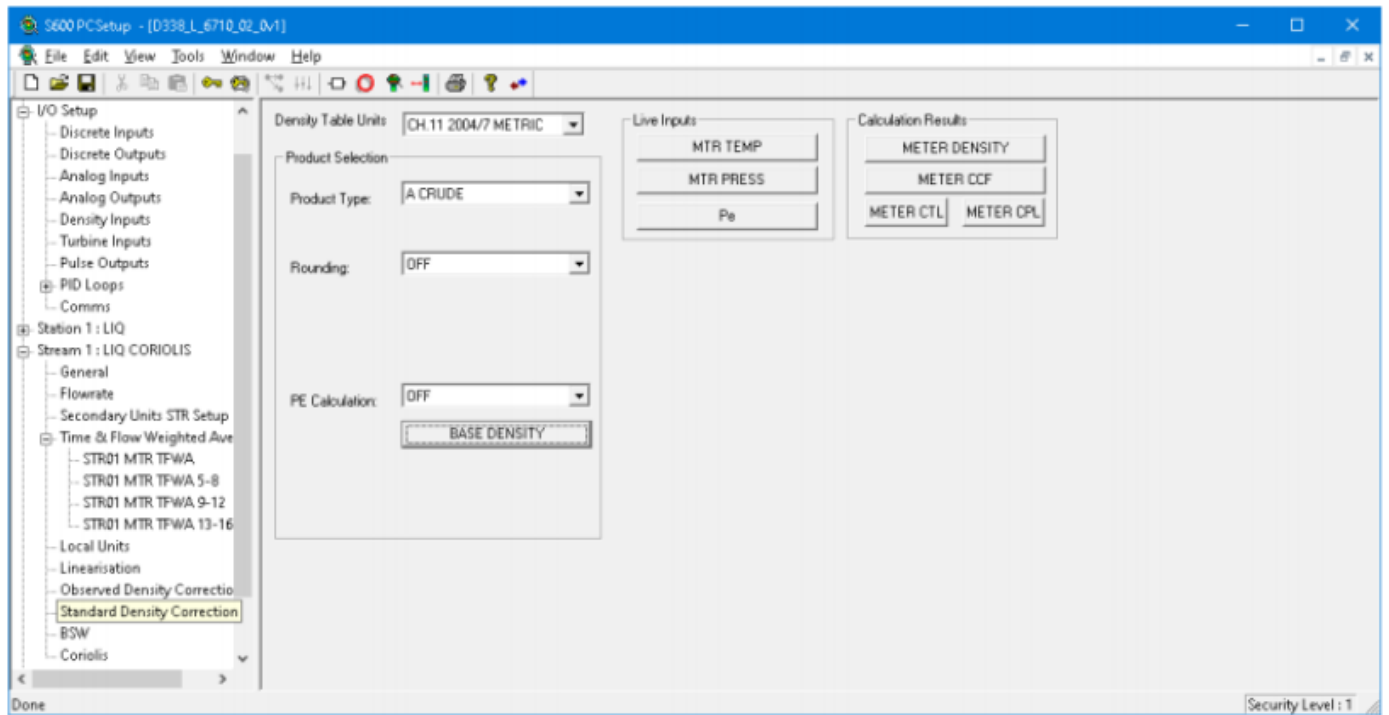 S600 PCSetup - [D338_L_6710_02_0v1]
File Edit View Tools Window Help
I/O Setup
Discrete Inputs
Discrete Outputs
Analog Inputs
Analog Outputs
Density Inputs
Turbine Inputs
Pulse Outputs
PID Loops
Comms
Station 1 : LIQ
Stream 1 : LIQ CORIOLIS
General
Flowrate
Secondary Units STR Setup
Time & Flow Weighted Ave
STR01 MTR TFWA
STR01 MTR TFWA 5-8
STR01 MTR TFWA 9-12
STR01 MTR TFWA 13-16
Local Units
Linearisation
Observed Density Correctio
Standard Density Correction
BSW
Coriolis
Density Table Units CH.11 2004/7 METRIC
Product Selection
Product Type: A CRUDE
Rounding: OFF
PE Calculation: OFF
BASE DENSITY
Live Inputs
MTR TEMP
MTR PRESS
Pe
Calculation Results
METER DENSITY
METER CCF
METER CTL METER CPL
Done
Security Level : 1